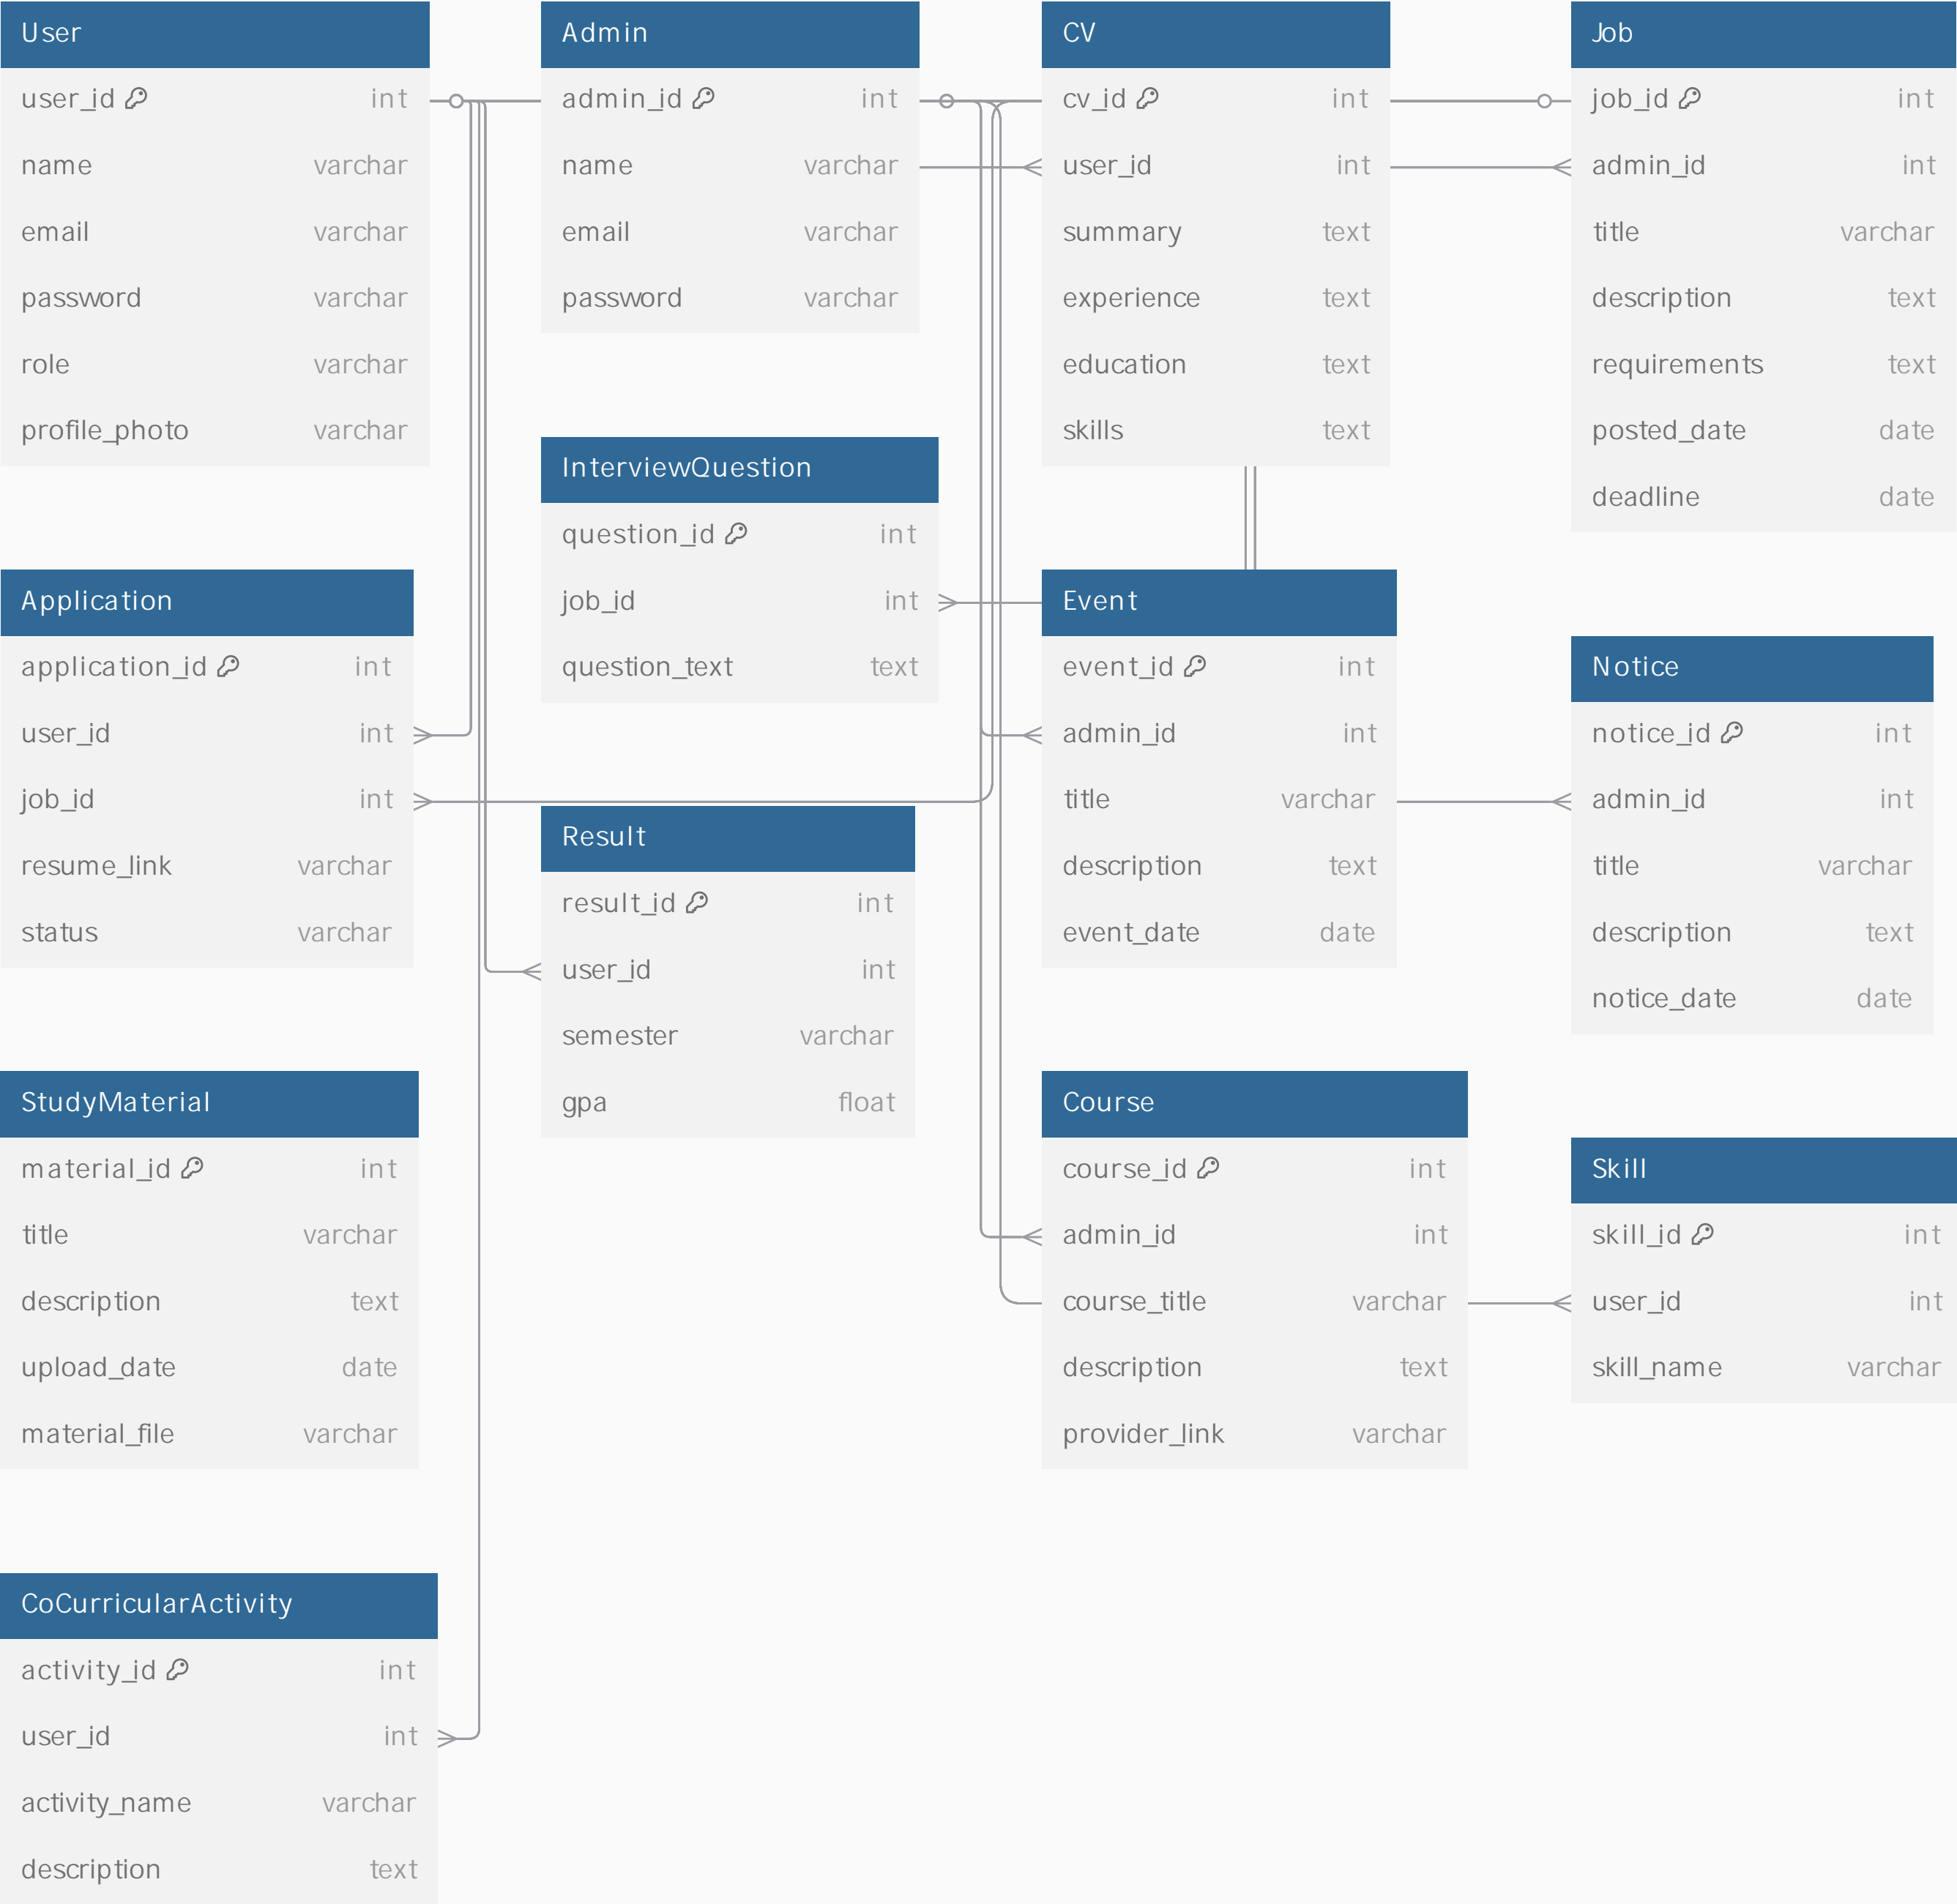 User
user_id int
name varchar
email varchar
password varchar
role varchar
profile_photo varchar
Admin
admin_id int
name varchar
email varchar
password varchar
CV
cv_id int
user_id int
summary text
experience text
education text
skills text
Job
job_id int
admin_id int
title varchar
description text
requirements text
posted_date date
deadline date
InterviewQuestion
question_id int
job_id int
question_text text
Application
application_id int
user_id int
job_id int
resume_link varchar
status varchar
Event
event_id int
admin_id int
title varchar
description text
event_date date
Notice
notice_id int
admin_id int
title varchar
description text
notice_date date
Result
result_id int
user_id int
semester varchar
gpa float
StudyMaterial
material_id int
title varchar
description text
upload_date date
material_file varchar
Course
course_id int
admin_id int
course_title varchar
description text
provider_link varchar
Skill
skill_id int
user_id int
skill_name varchar
CoCurricularActivity
activity_id int
user_id int
activity_name varchar
description text